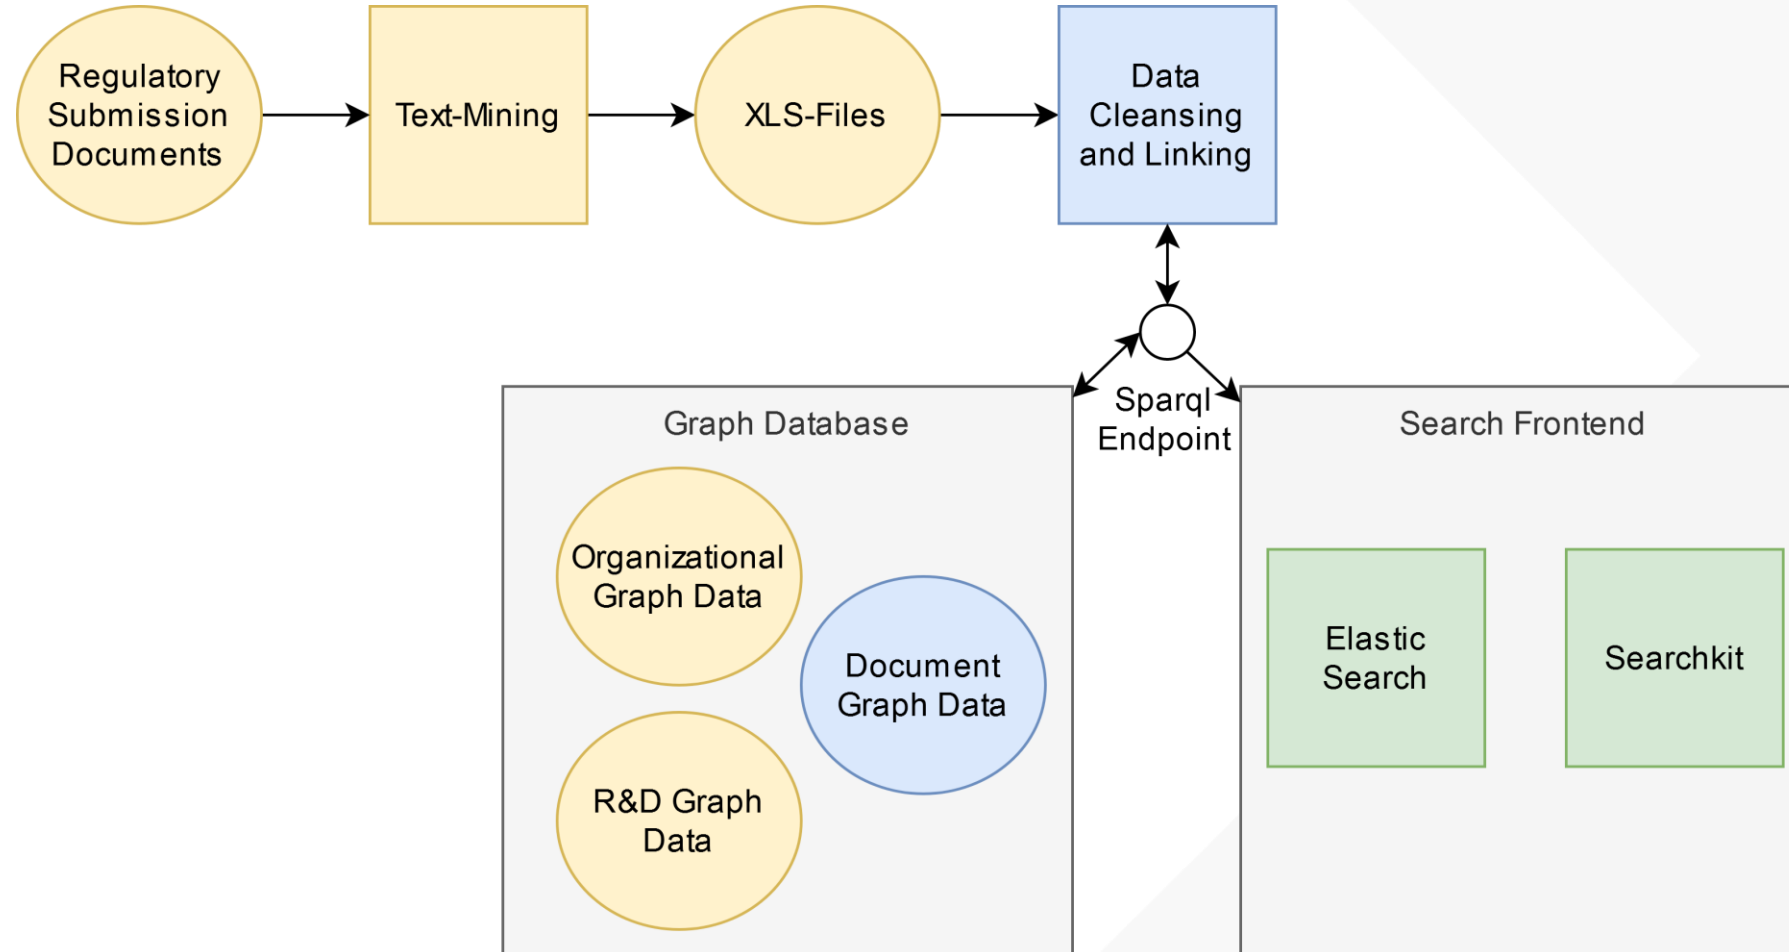 Regulatory
Submission
Documents
Text-Mining
XLS-Files
Data
Cleansing
and Linking
Sparql
Endpoint
Graph Database
Organizational
Graph Data
Document
Graph Data
R&D Graph
Data
Search Frontend
Elastic
Search
Searchkit